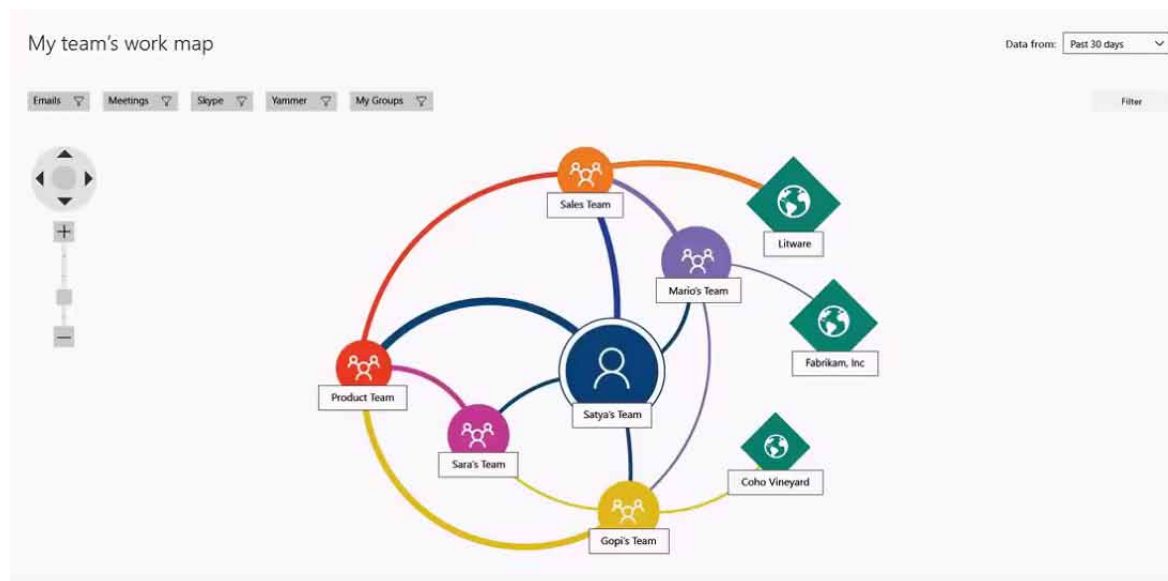 My team's work map
Data from: Past 30 days
Emails Meetings Skype Yammer My Groups
Filter
Sales Team
Litware
Mario's Team
Fabrikam, Inc
Product Team
Satya's Team
Sara's Team
Coho Vineyard
Gopi's Team